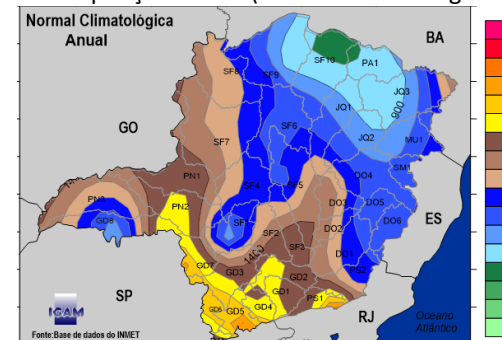 Normal Climatológica
Anual
BA
SF10
PA1
SF8
SF9
JQ3
JQ1
900
GO
SF6
JQ2
MU1
SF7
SM1
PN1
DO4
SF4
SF5
PN3
PN2
DO3
DO5
GD8
SF1
DO6
ES
SF2
DO2
SF3
1400
DO1
GD7
PS2
GD3
GD2
SP
GD1
PS1
GD6
GD5
GD4
RJ
IGAM
Oceano
Atlântico
Fonte:Base de dados do INMET